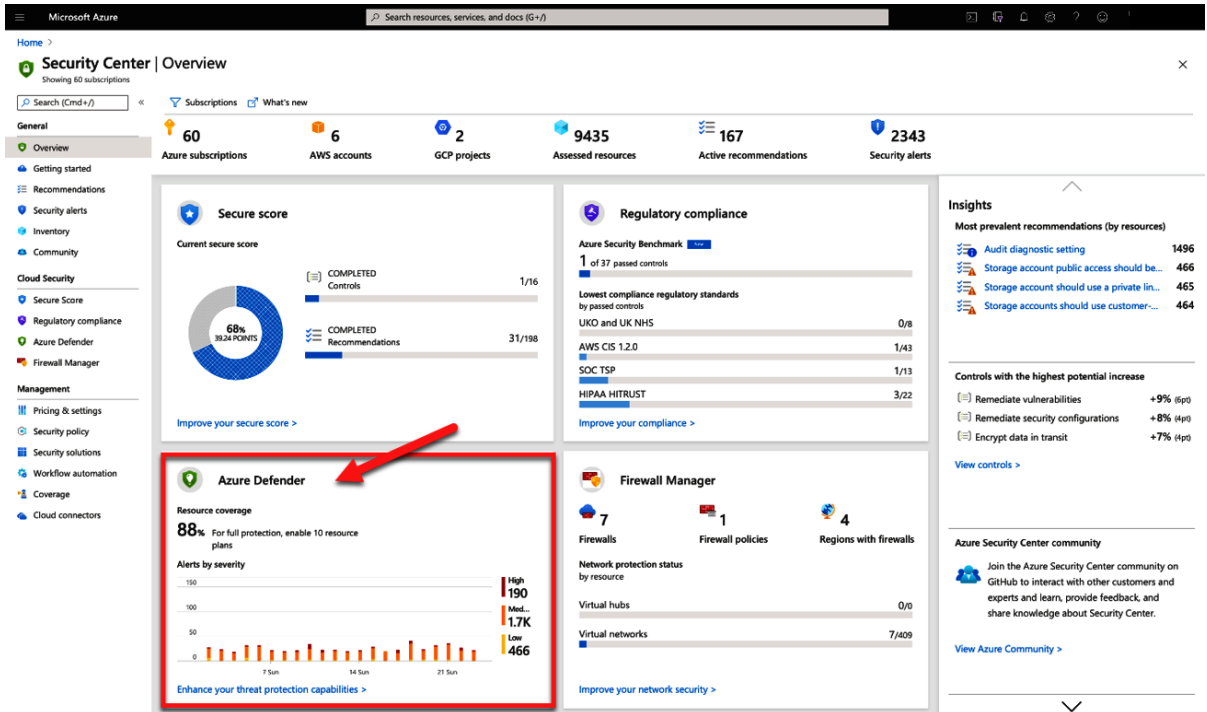 Microsoft Azure
Search resources, services, and docs (G+/)
Home >
Security Center | Overview
Showing 60 subscriptions
Search (Cmd+/)
«
Subscriptions
What's new
General
Overview
Getting started
Recommendations
Security alerts
Inventory
Community
Cloud Security
Secure Score
Regulatory compliance
Azure Defender
Firewall Manager
Management
Pricing & settings
Security policy
Security solutions
Workflow automation
Coverage
Cloud connectors
60
Azure subscriptions
6
AWS accounts
2
GCP projects
9435
Assessed resources
167
Active recommendations
2343
Security alerts
Secure score
Current secure score
68%
39.24 POINTS
COMPLETED
Controls
1/16
COMPLETED
Recommendations
31/198
Improve your secure score >
Regulatory compliance
Azure Security Benchmark
1 of 37 passed controls
Lowest compliance regulatory standards
by passed controls
UKO and UK NHS 0/8
AWS CIS 1.2.0 1/43
SOC TSP 1/13
HIPAA HITRUST 3/22
Improve your compliance >
Azure Defender
Resource coverage
88% For full protection, enable 10 resource
plans
Alerts by severity
150
100
50
0
7 Sun
14 Sun
21 Sun
High
190
Med...
1.7K
Low
466
Enhance your threat protection capabilities >
Firewall Manager
7
Firewalls
1
Firewall policies
4
Regions with firewalls
Network protection status
by resource
Virtual hubs 0/0
Virtual networks 7/409
Improve your network security >
Insights
Most prevalent recommendations (by resources)
Audit diagnostic setting 1496
Storage account public access should be... 466
Storage account should use a private lin... 465
Storage accounts should use customer-... 464
Controls with the highest potential increase
Remediate vulnerabilities +9% (6pt)
Remediate security configurations +8% (4pt)
Encrypt data in transit +7% (4pt)
View controls >
Azure Security Center community
Join the Azure Security Center community on
GitHub to interact with other customers and
experts and learn, provide feedback, and
share knowledge about Security Center.
View Azure Community >